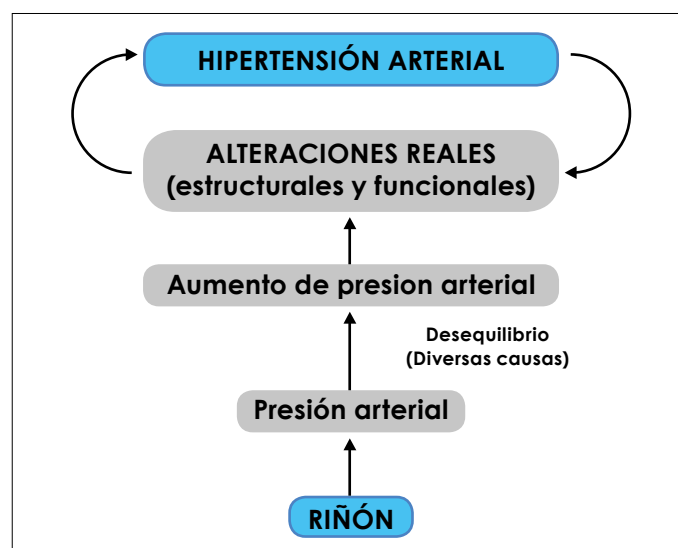 HIPERTENSIÓN ARTERIAL
ALTERACIONES REALES
(estructurales y funcionales)
Aumento de presion arterial
Desequilibrio
(Diversas causas)
Presión arterial
RIÑÓN